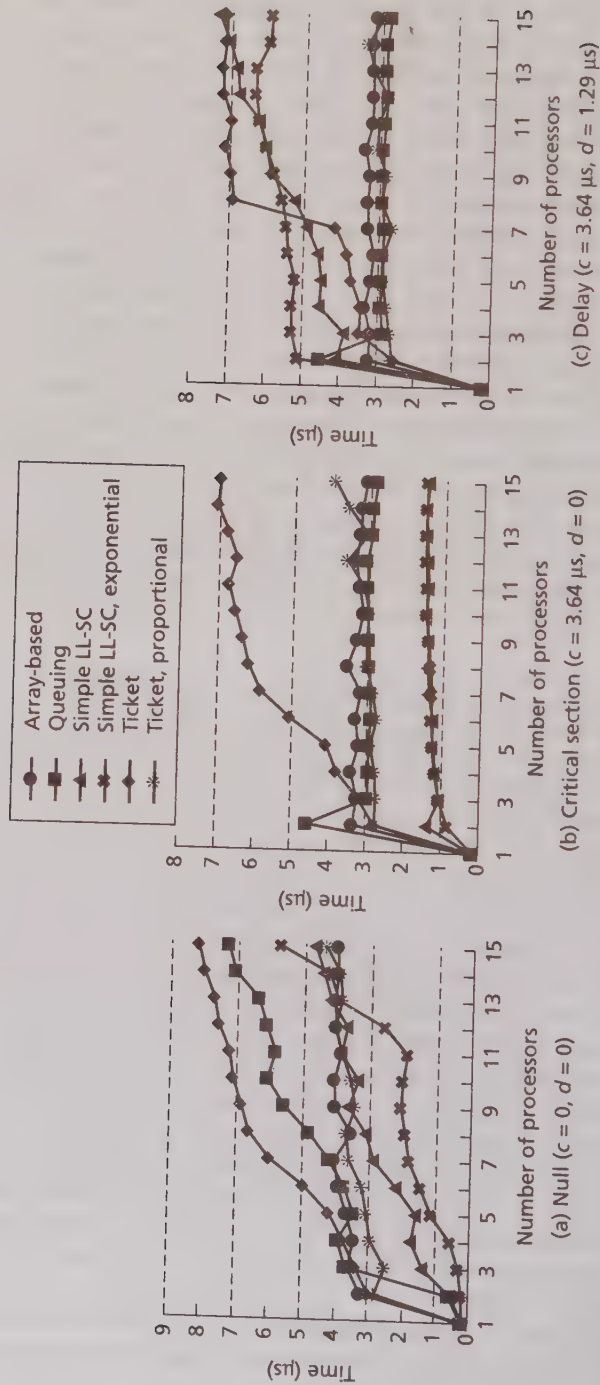 Array-based
Queuing
Simple LL-SC
Simple LL-SC, exponential
Ticket
Ticket, proportional
Time (μs)
9
8
7
6
5
4
3
2
1
0
1 3 5 7 9 11 13 15
Number of processors
(a) Null (c = 0, d = 0)
Time (μs)
8
7
6
5
4
3
2
1
0
1 3 5 7 9 11 13 15
Number of processors
(b) Critical section (c = 3.64 μs, d = 0)
Time (μs)
8
7
6
5
4
3
2
1
0
1 3 5 7 9 11 13 15
Number of processors
(c) Delay (c = 3.64 μs, d = 1.29 μs)